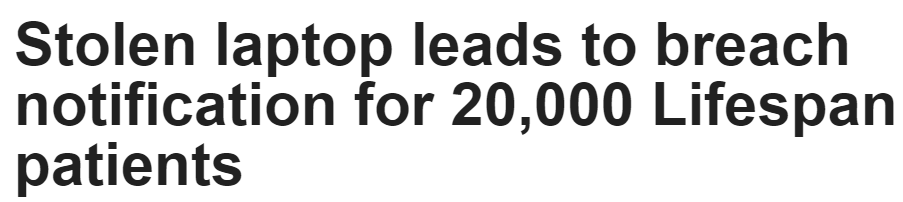 Stolen laptop leads to breach
notification for 20,000 Lifespan
patients